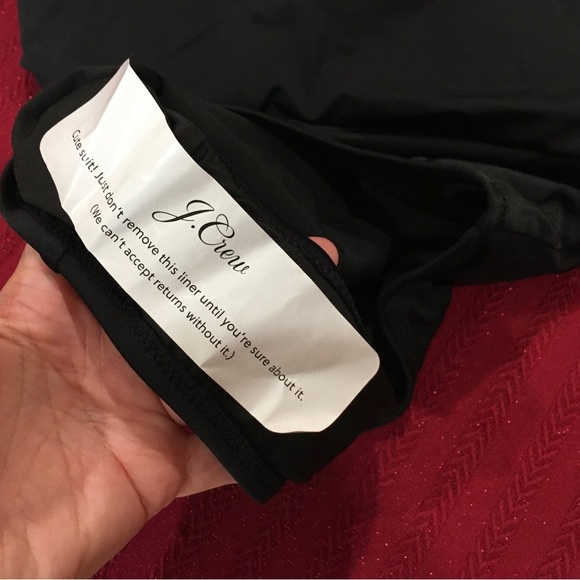 J.Crew
Cute suit! Just don't remove this liner until you're sure about it.
(We can't accept returns without it.)